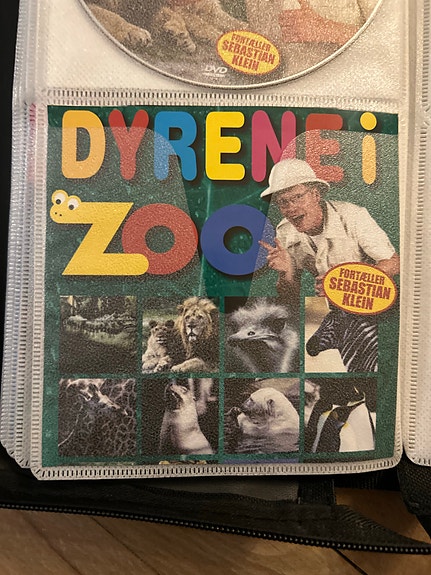 FORTÆLLER
SEBASTIAN
KLEIN
DVD
DYRENE i
ZOO
FORTÆLLER
SEBASTIAN
KLEIN